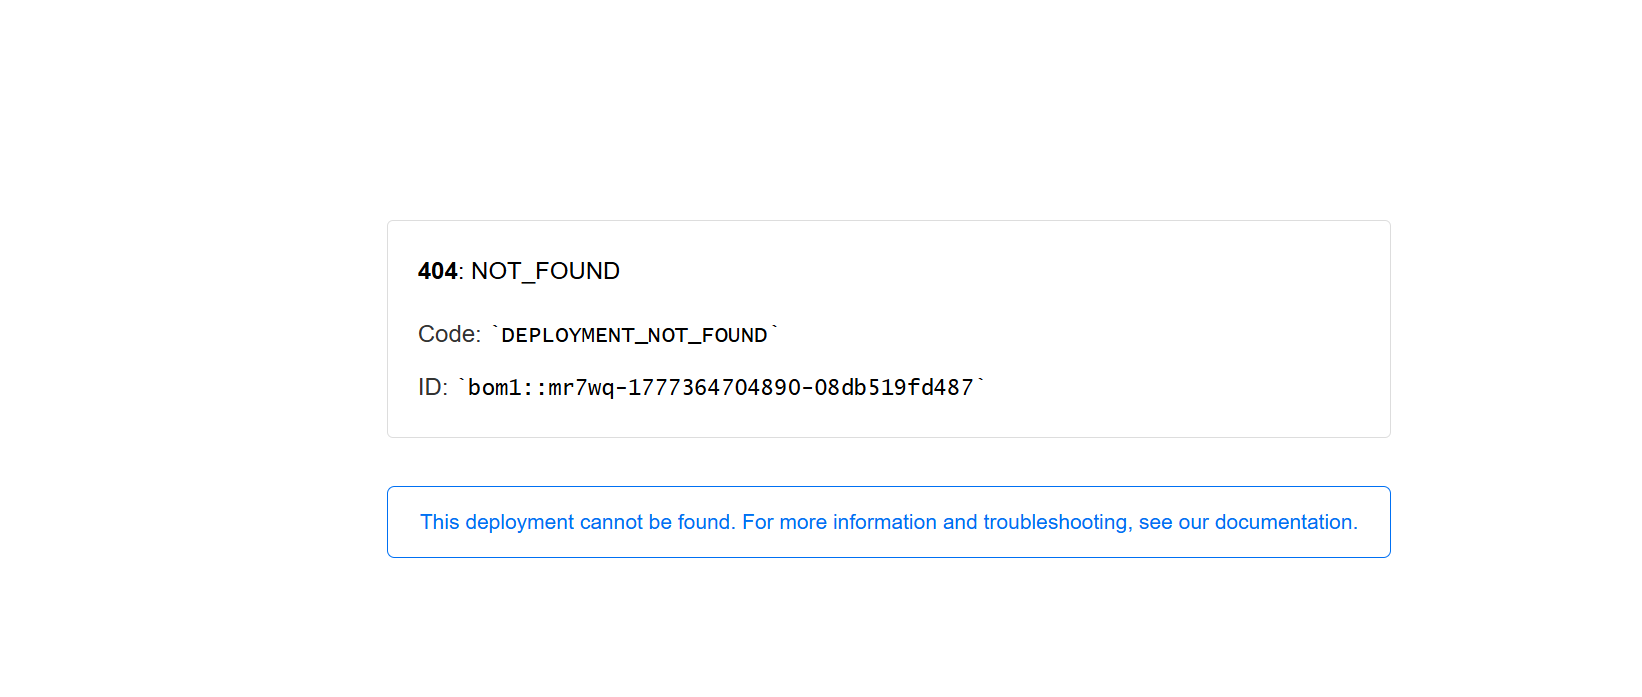 404: NOT_FOUND
Code: `DEPLOYMENT_NOT_FOUND`
ID: `bom1::mr7wq-1777364704890-08db519fd487`
This deployment cannot be found. For more information and troubleshooting, see our documentation.